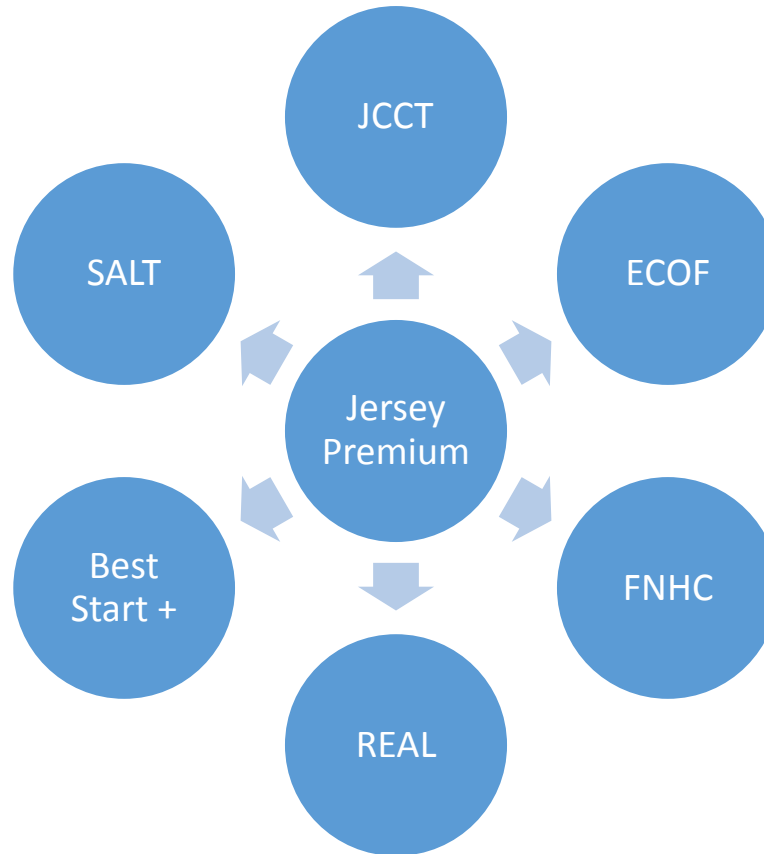 JCCT
SALT
ECOF
Jersey
Premium
Best
Start +
FNHC
REAL